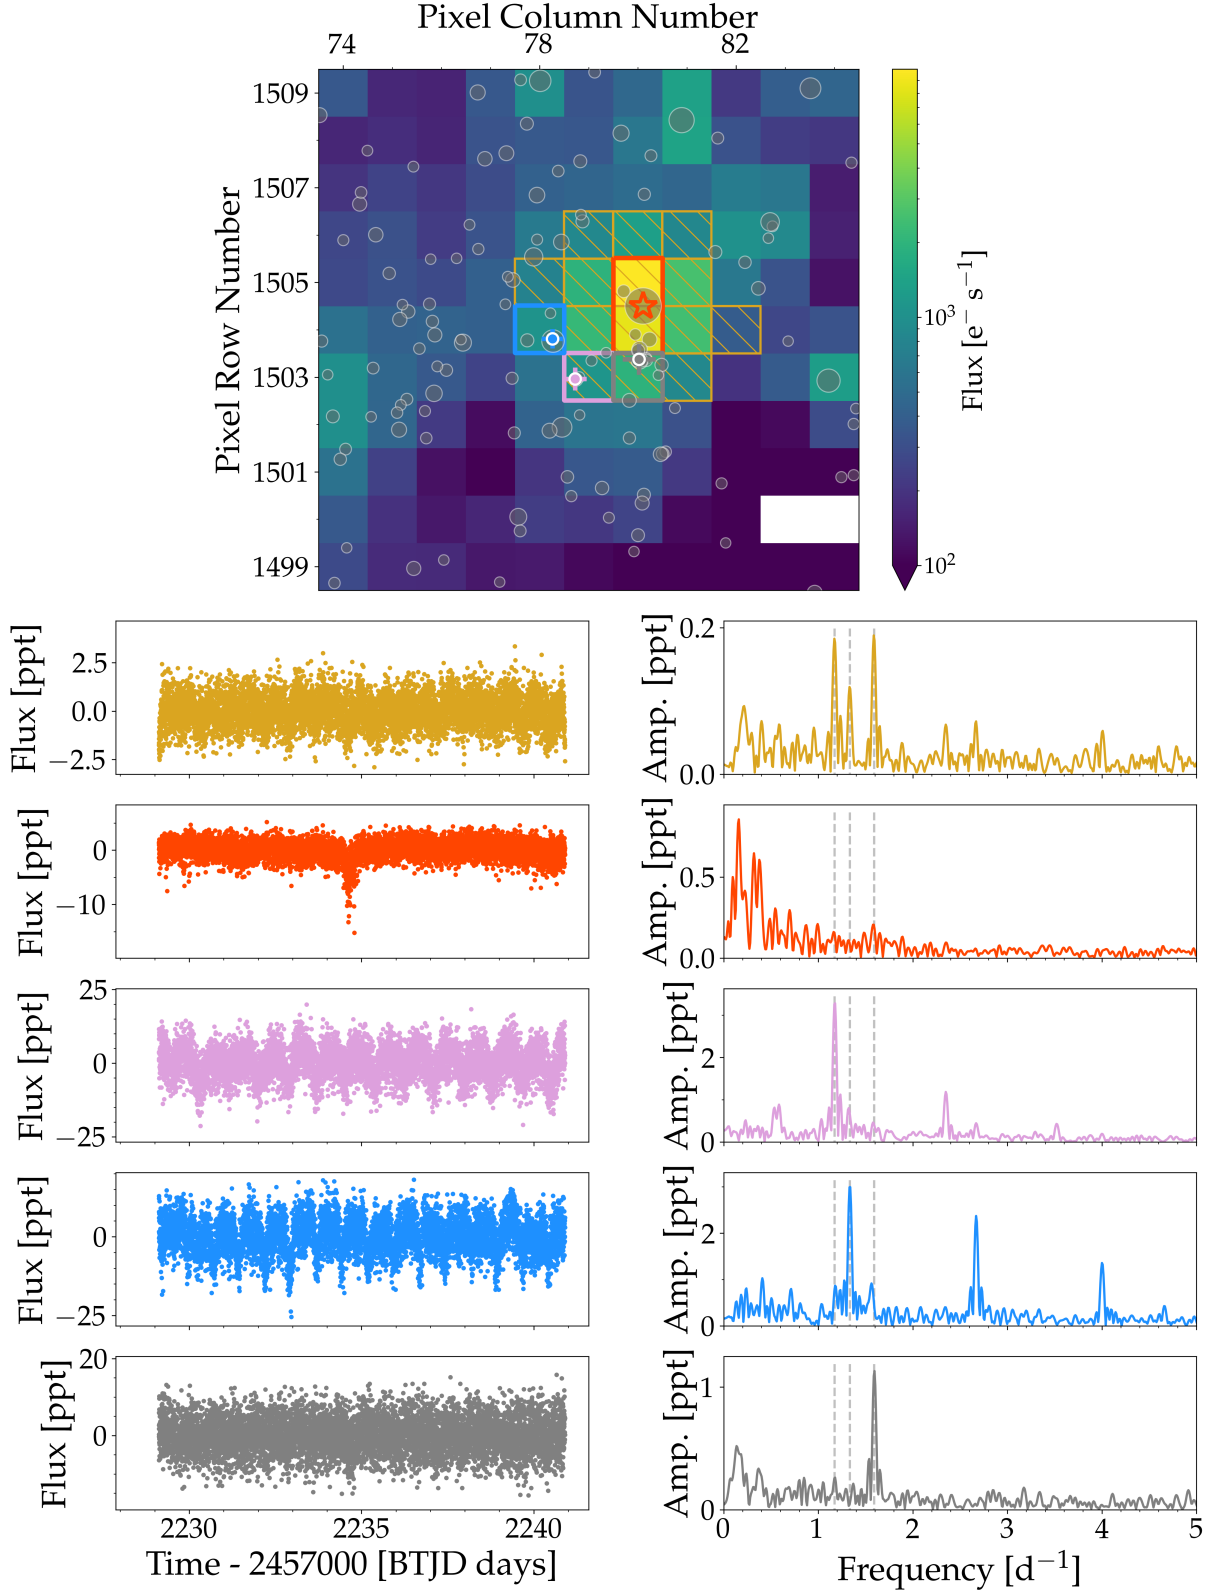 Pixel Column Number
74 78 82
Pixel Row Number
1509
1507
1505
1503
1501
1499
10³
10²
Flux [e⁻ s⁻¹]
Flux [ppt]
2.5
0.0
−2.5
Amp. [ppt]
0.2
0.0
Flux [ppt]
0
−10
Amp. [ppt]
0.5
0.0
Flux [ppt]
25
0
−25
Amp. [ppt]
2
0
Flux [ppt]
0
−25
Amp. [ppt]
2
0
Flux [ppt]
20
0
Amp. [ppt]
1
0
2230 2235 2240
Time - 2457000 [BTJD days]
0 1 2 3 4 5
Frequency [d⁻¹]